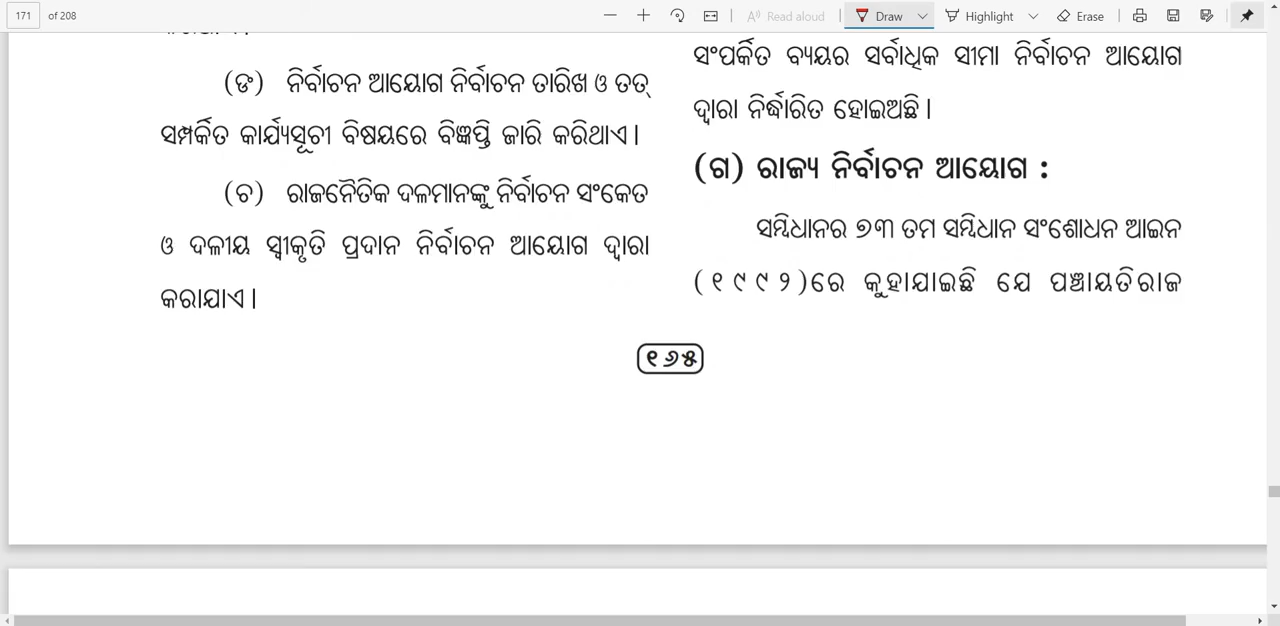 171 of 208 Read aloud Draw Highlight Erase
(ଙ) ନିର୍ବାଚନ ଆୟୋଗ ନିର୍ବାଚନ ତାରିଖ ଓ ତତ୍
ସମ୍ପର୍କିତ କାର୍ଯ୍ୟସୂଚୀ ବିଷୟରେ ବିଜ୍ଞପ୍ତି ଜାରି କରିଥାଏ ।
(ଚ) ରାଜନୈତିକ ଦଳମାନଙ୍କୁ ନିର୍ବାଚନ ସଂକେତ
ଓ ଦଳୀୟ ସ୍ୱୀକୃତି ପ୍ରଦାନ ନିର୍ବାଚନ ଆୟୋଗ ଦ୍ୱାରା
କରାଯାଏ ।
ସଂପର୍କିତ ବ୍ୟୟର ସର୍ବାଧିକ ସୀମା ନିର୍ବାଚନ ଆୟୋଗ
ଦ୍ୱାରା ନିର୍ଦ୍ଧାରିତ ହୋଇଅଛି ।
(ଗ) ରାଜ୍ୟ ନିର୍ବାଚନ ଆୟୋଗ :
ସମ୍ବିଧାନର ୭୩ ତମ ସମ୍ବିଧାନ ସଂଶୋଧନ ଆଇନ
(୧୯୯୨)ରେ କୁହାଯାଇଛି ଯେ ପଞ୍ଚାୟତିରାଜ
୧୬୫